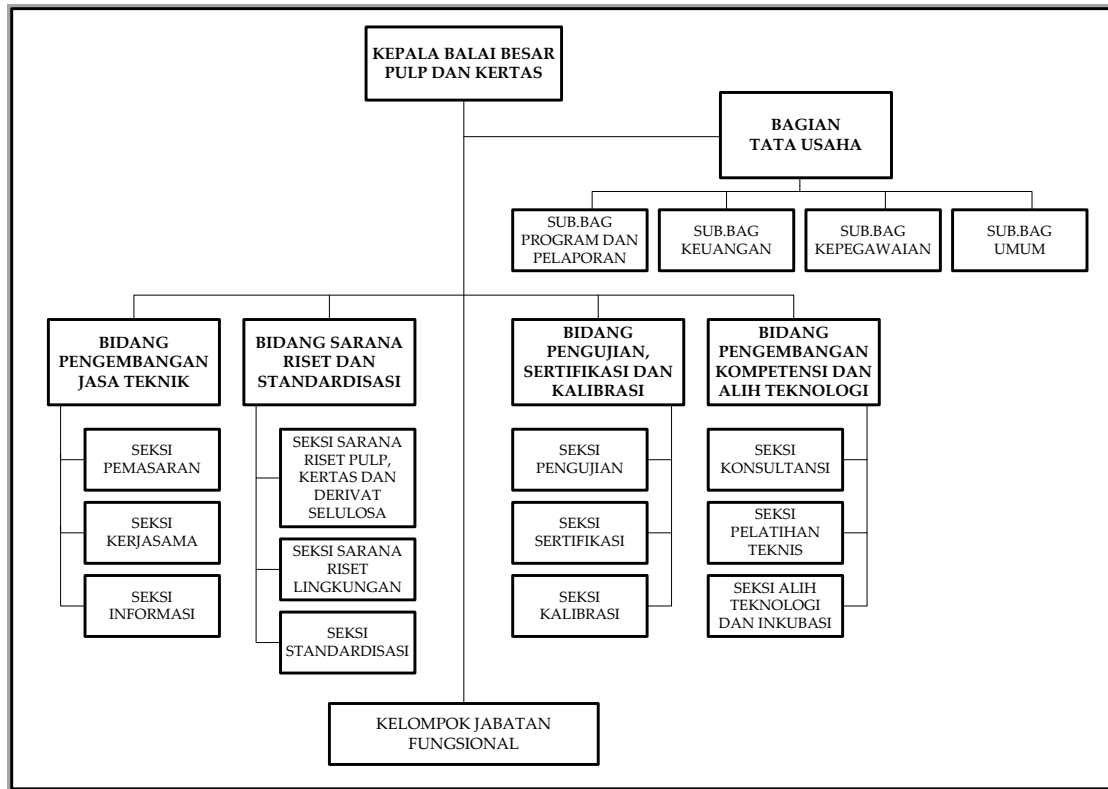 KEPALA BALAI BESAR
PULP DAN KERTAS
BAGIAN
TATA USAHA
SUB.BAG
PROGRAM DAN
PELAPORAN
SUB.BAG
KEUANGAN
SUB.BAG
KEPEGAWAIAN
SUB.BAG
UMUM
BIDANG
PENGEMBANGAN
JASA TEKNIK
BIDANG SARANA
RISET DAN
STANDARDISASI
BIDANG
PENGUJIAN,
SERTIFIKASI DAN
KALIBRASI
BIDANG
PENGEMBANGAN
KOMPETENSI DAN
ALIH TEKNOLOGI
SEKSI
PEMASARAN
SEKSI
KERJASAMA
SEKSI
INFORMASI
SEKSI SARANA
RISET PULP,
KERTAS DAN
DERIVAT
SELULOSA
SEKSI SARANA
RISET
LINGKUNGAN
SEKSI
STANDARDISASI
SEKSI
PENGUJIAN
SEKSI
SERTIFIKASI
SEKSI
KALIBRASI
SEKSI
KONSULTANSI
SEKSI
PELATIHAN
TEKNIS
SEKSI ALIH
TEKNOLOGI
DAN INKUBASI
KELOMPOK JABATAN
FUNGSIONAL